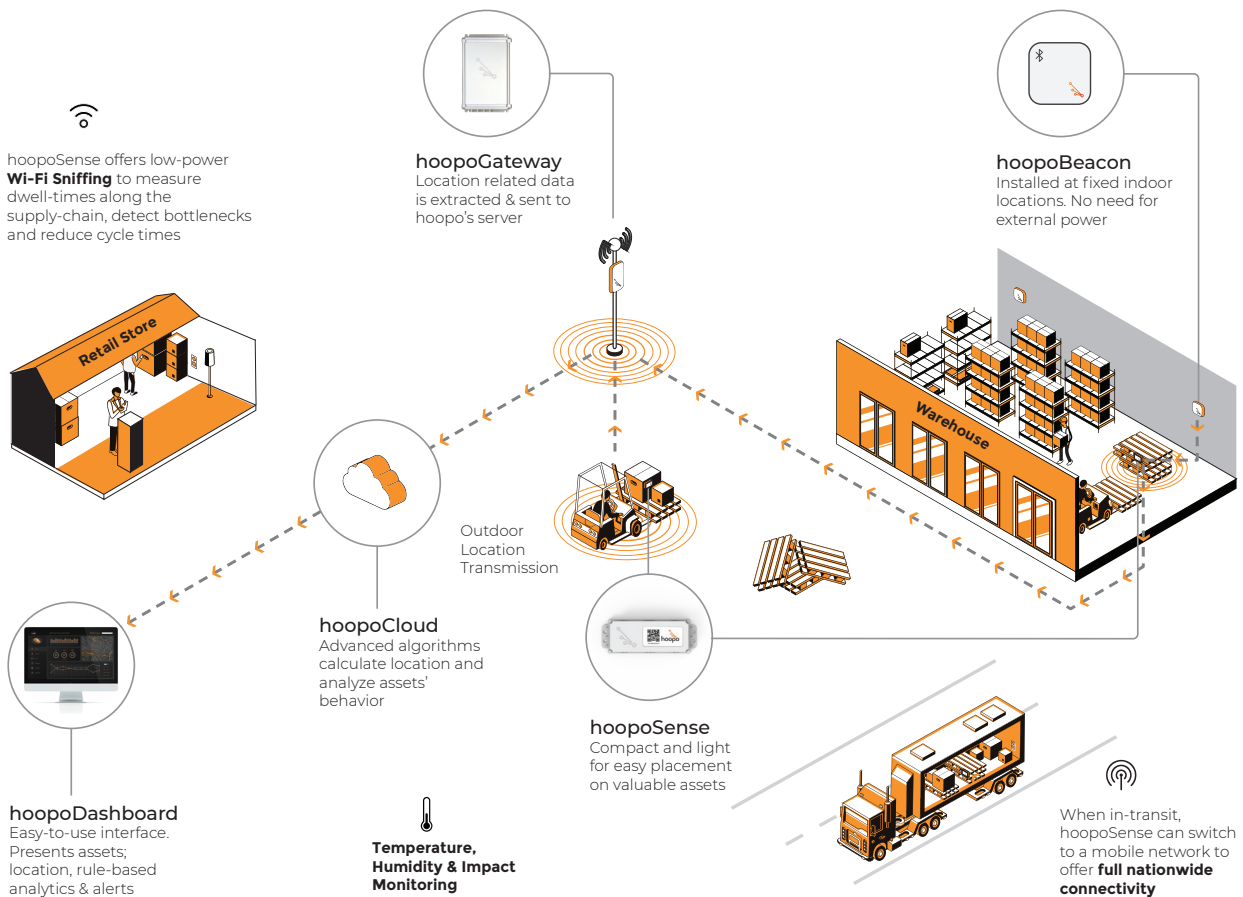 hoopoGateway
Location related data
is extracted & sent to
hoopo's server
hoopoBeacon
Installed at fixed indoor
locations. No need for
external power
hoopoSense offers low-power
Wi-Fi Sniffing to measure
dwell-times along the
supply-chain, detect bottlenecks
and reduce cycle times
Retail Store
Warehouse
Outdoor
Location
Transmission
hoopoCloud
Advanced algorithms
calculate location and
analyze assets'
behavior
hoopo
hoopoSense
Compact and light
for easy placement
on valuable assets
hoopoDashboard
Easy-to-use interface.
Presents assets;
location, rule-based
analytics & alerts
Temperature,
Humidity & Impact
Monitoring
When in-transit,
hoopoSense can switch
to a mobile network to
offer full nationwide
connectivity